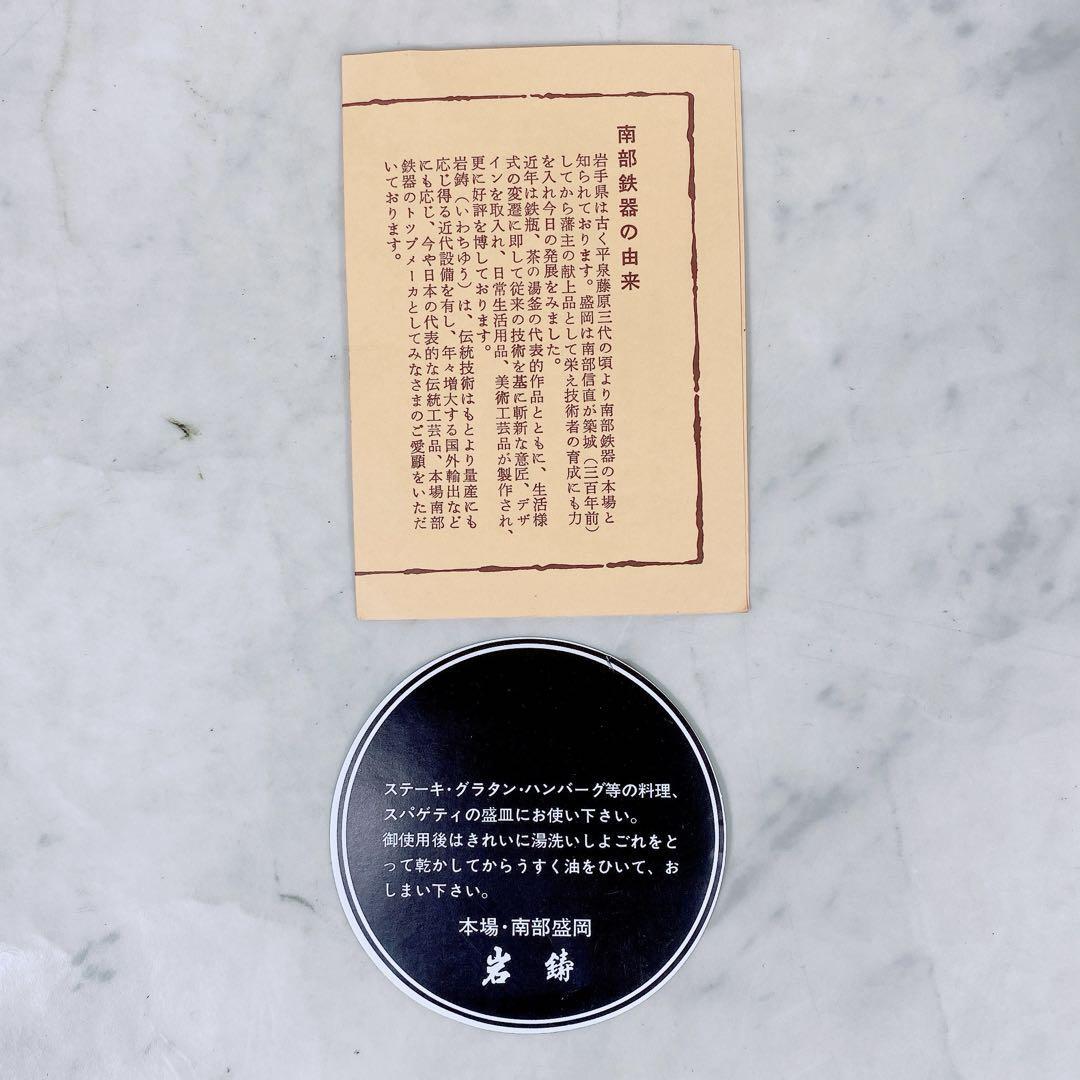 南部鉄器の由来
岩手県は古く平泉藤原三代の頃より南部鉄器の本場と
知られております。盛岡は南部信直が築城（三百年前）
してから藩主の献上品として栄え技術者の育成にも力
を入れ今日の発展をみました。
近年は鉄瓶、茶の湯釜の代表的作品とともに、生活様
式の変遷に即して従来の技術を基に斬新な意匠、デザ
インを取入れ、日常生活用品、美術工芸品が製作され、
更に好評を博しております。
岩鋳（いわちゆう）は、伝統技術はもとより量産にも
応じ得る近代設備を有し、年々増大する国外輸出など
にも応じ、今や日本の代表的な伝統工芸品、本場南部
鉄器のトップメーカとしてみなさまのご愛顧をいただ
いております。
ステーキ・グラタン・ハンバーグ等の料理、
スパゲティの盛皿にお使い下さい。
御使用後はきれいに湯洗いしよごれをと
って乾かしてからうすく油をひいて、お
しまい下さい。
本場・南部盛岡
岩鋳